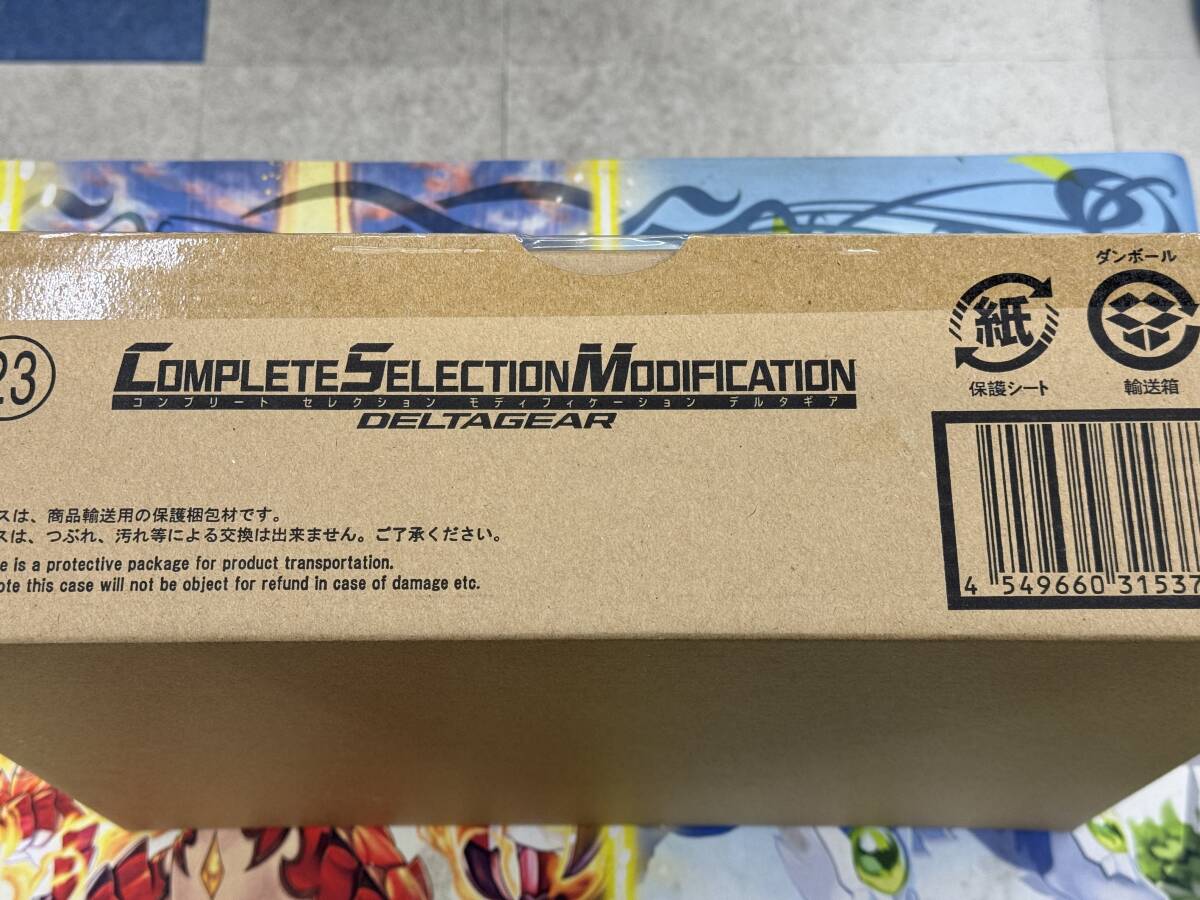 ダンボール
紙
保護シート
輸送箱
23
COMPLETE SELECTION MODIFICATION
コンプリート セレクション モディフィケーション デルタギア
DELTAGEAR
スは、商品輸送用の保護梱包材です。
スは、つぶれ、汚れ等による交換は出来ません。ご了承ください。
e is a protective package for product transportation.
ote this case will not be object for refund in case of damage etc.
4 549660 31537